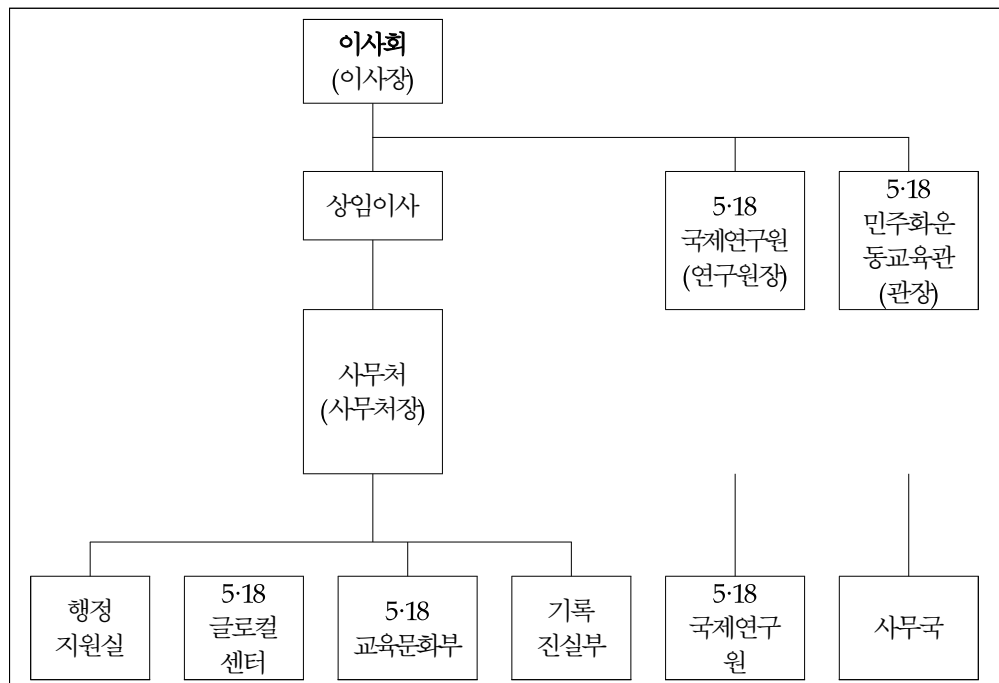 이사회
(이사장)
상임이사
5·18
국제연구원
(연구원장)
5·18
민주화운
동교육관
(관장)
사무처
(사무처장)
행정
지원실
5·18
글로컬
센터
5·18
교육문화부
기록
진실부
5·18
국제연구
원
사무국